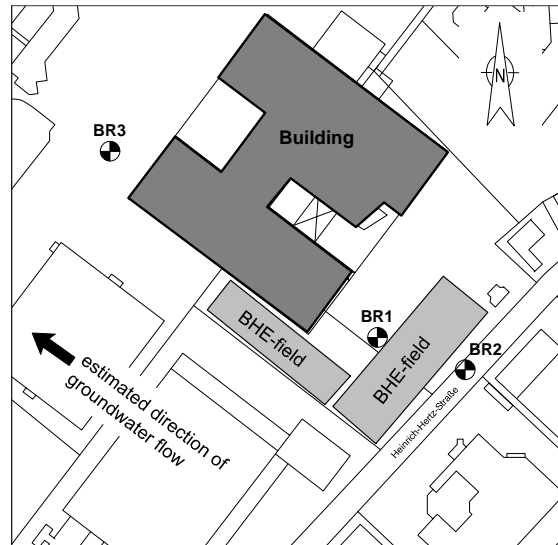 N
BR3
Building
BHE-field
BR1
BHE-field
BR2
estimated direction of
groundwater flow
Heinrich-Hertz-Straße